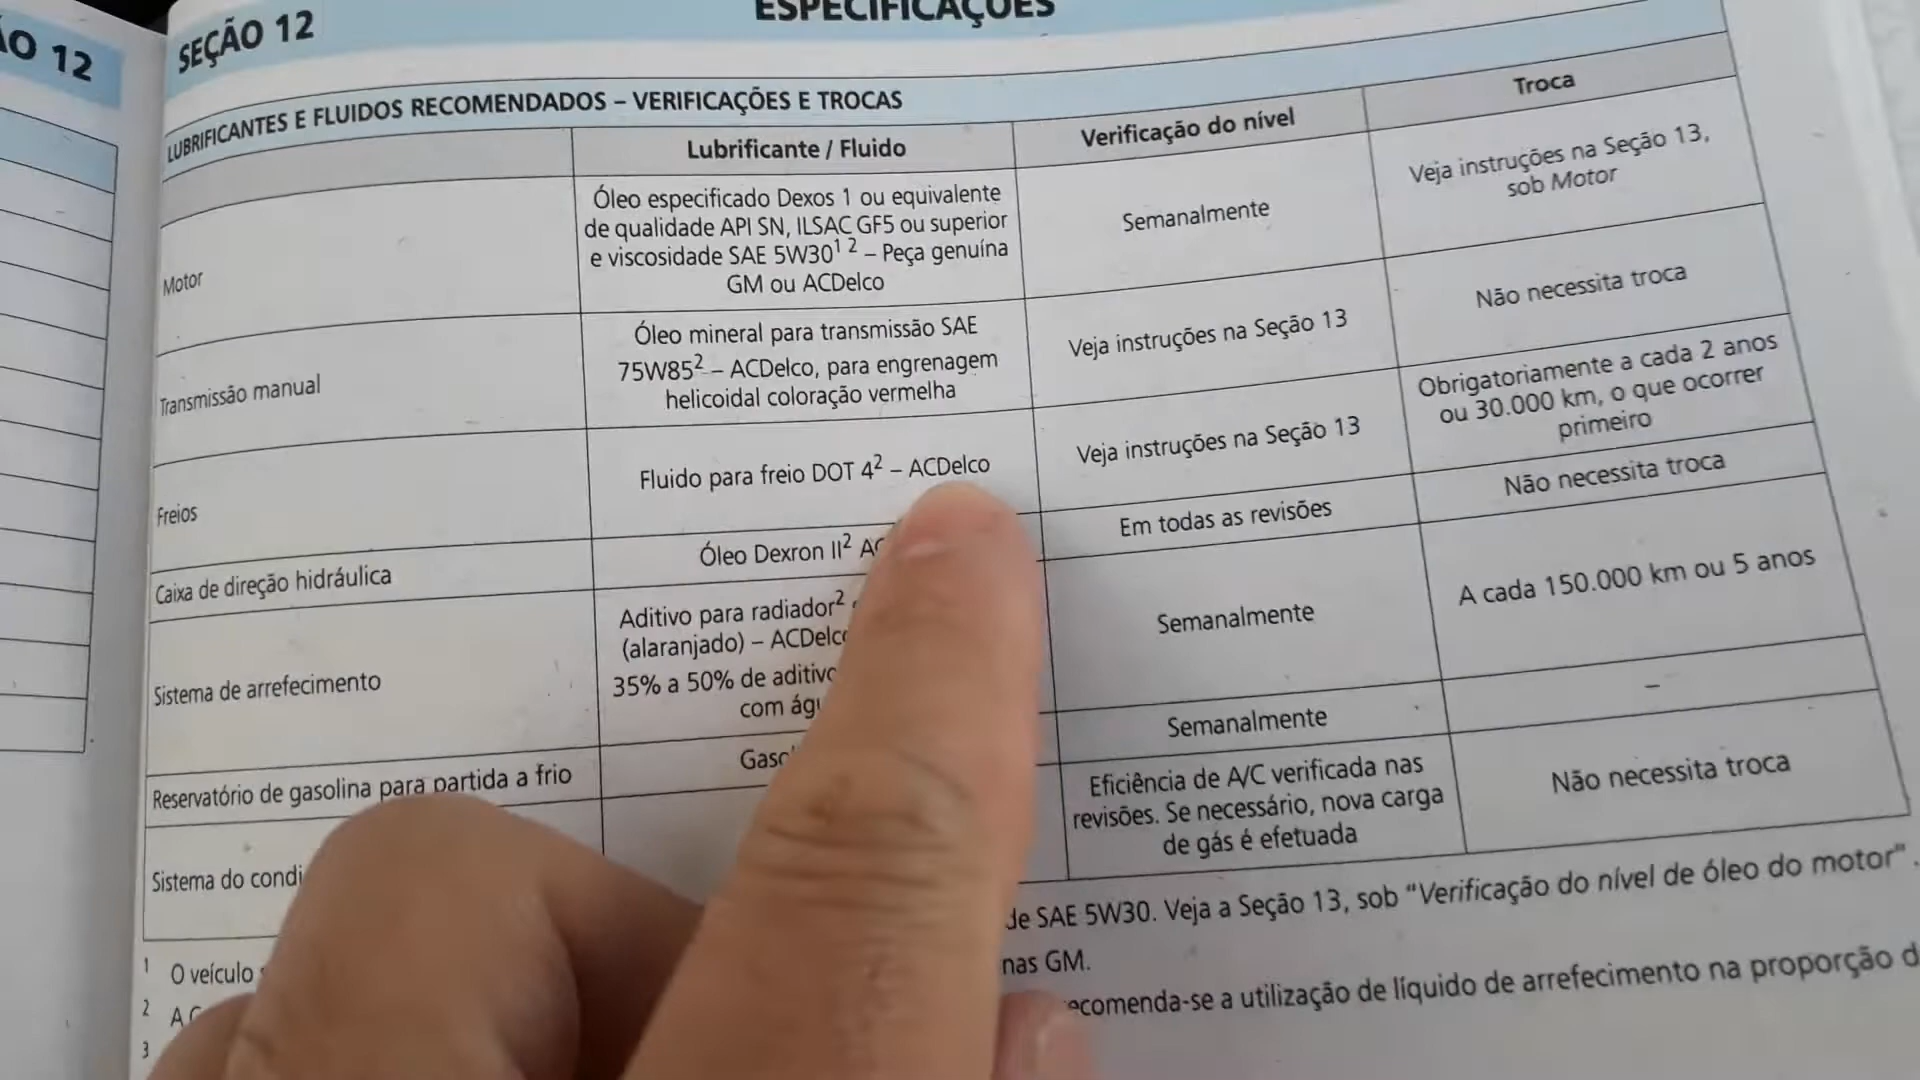 ÃO 12
SEÇÃO 12
ESPECIFICAÇÕES
LUBRIFICANTES E FLUIDOS RECOMENDADOS – VERIFICAÇÕES E TROCAS
Lubrificante / Fluido
Verificação do nível
Troca
Motor
Óleo especificado Dexos 1 ou equivalente
de qualidade API SN, ILSAC GF5 ou superior
e viscosidade SAE 5W30¹ ² – Peça genuína
GM ou ACDelco
Semanalmente
Veja instruções na Seção 13,
sob Motor
Transmissão manual
Óleo mineral para transmissão SAE
75W85² – ACDelco, para engrenagem
helicoidal coloração vermelha
Veja instruções na Seção 13
Não necessita troca
Freios
Fluido para freio DOT 4² – ACDelco
Veja instruções na Seção 13
Obrigatoriamente a cada 2 anos
ou 30.000 km, o que ocorrer
primeiro
Caixa de direção hidráulica
Óleo Dexron II²
Em todas as revisões
Não necessita troca
Sistema de arrefecimento
Aditivo para radiador²
(alaranjado) – ACDelco
35% a 50% de aditivo
com
Semanalmente
A cada 150.000 km ou 5 anos
Reservatório de gasolina para partida a frio
Semanalmente
–
Sistema do
Eficiência de A/C verificada nas
revisões. Se necessário, nova carga
de gás é efetuada
Não necessita troca
1 O veículo
de SAE 5W30. Veja a Seção 13, sob "Verificação do nível de óleo do motor".
2 A
nas GM.
3
recomenda-se a utilização de líquido de arrefecimento na proporção